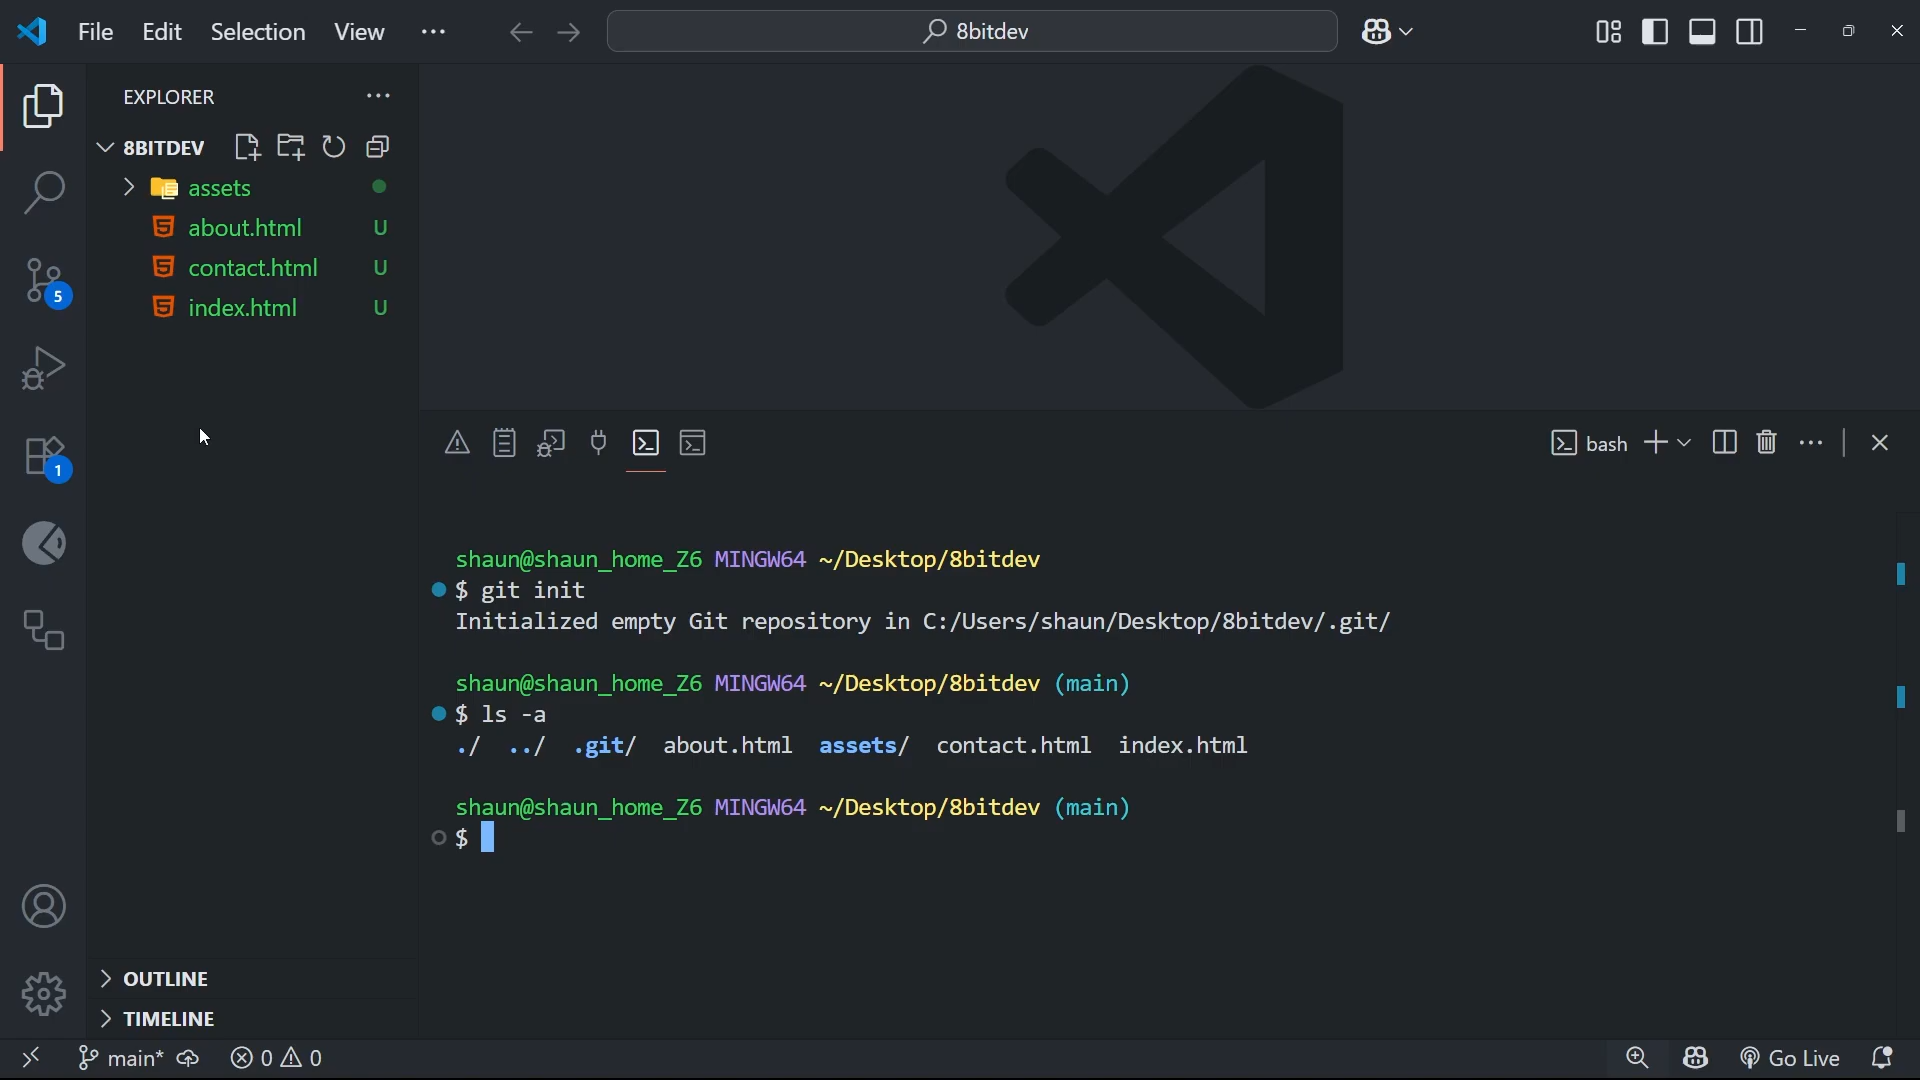 File Edit Selection View ··· 8bitdev
EXPLORER ···
8BITDEV
assets
about.html U
contact.html U
index.html U
5
1
bash
shaun@shaun_home_Z6 MINGW64 ~/Desktop/8bitdev
$ git init
Initialized empty Git repository in C:/Users/shaun/Desktop/8bitdev/.git/
shaun@shaun_home_Z6 MINGW64 ~/Desktop/8bitdev (main)
$ ls -a
./ ../ .git/ about.html assets/ contact.html index.html
shaun@shaun_home_Z6 MINGW64 ~/Desktop/8bitdev (main)
$
OUTLINE
TIMELINE
main* 0 0 Go Live